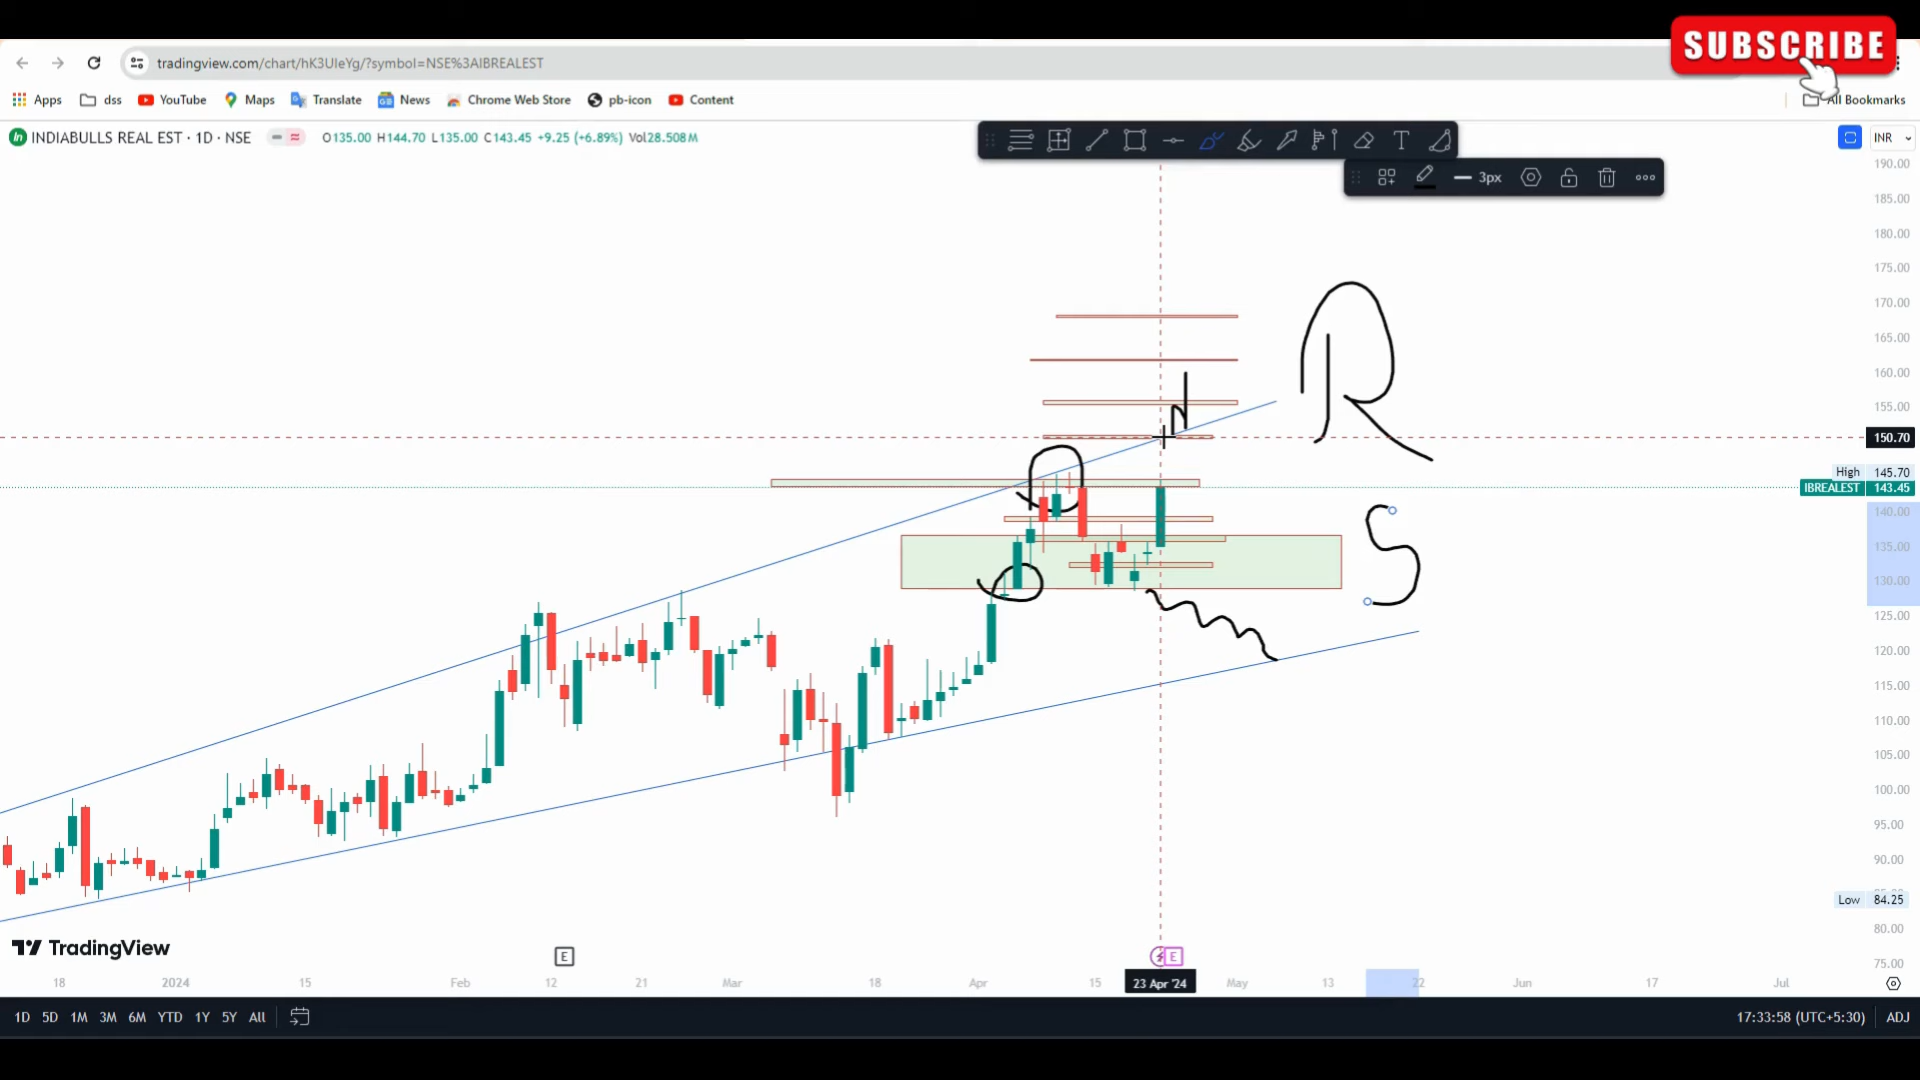 SUBSCRIBE
tradingview.com/chart/hK3UIeYg/?symbol=NSE%3AIBREALEST
Apps dss YouTube Maps Translate News Chrome Web Store pb-icon Content All Bookmarks
INDIABULLS REAL EST · 1D · NSE O135.00 H144.70 L135.00 C143.45 +9.25 (+6.89%) Vol28.508M INR
3px
190.00
185.00
180.00
175.00
170.00
165.00
160.00
155.00
150.70
High 145.70
IBREALEST 143.45
140.00
135.00
130.00
125.00
120.00
115.00
110.00
105.00
100.00
95.00
90.00
Low 84.25
80.00
75.00
R
S
TradingView
E E
18 2024 15 Feb 12 21 Mar 18 Apr 15 23 Apr '24 May 13 22 Jun 17 Jul
1D 5D 1M 3M 6M YTD 1Y 5Y All 17:33:58 (UTC+5:30) ADJ